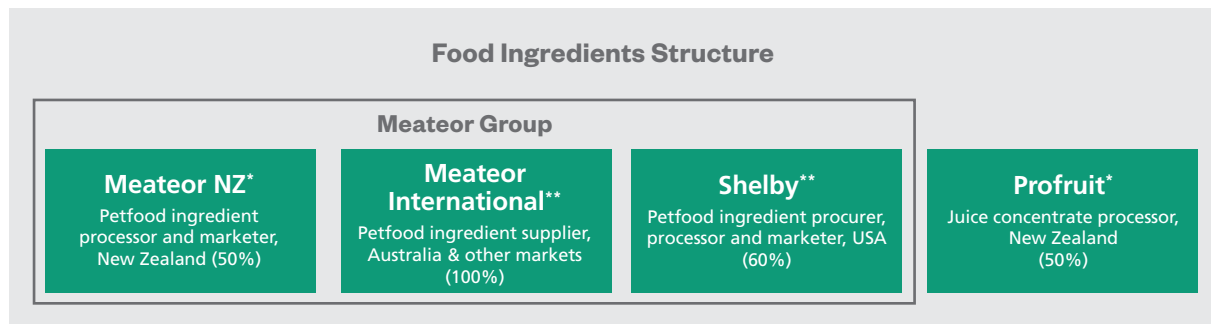 Food Ingredients Structure
Meateor Group
Meateor NZ*
Petfood ingredient
processor and marketer,
New Zealand (50%)
Meateor
International**
Petfood ingredient supplier,
Australia & other markets
(100%)
Shelby**
Petfood ingredient procurer,
processor and marketer, USA
(60%)
Profruit*
Juice concentrate processor,
New Zealand
(50%)